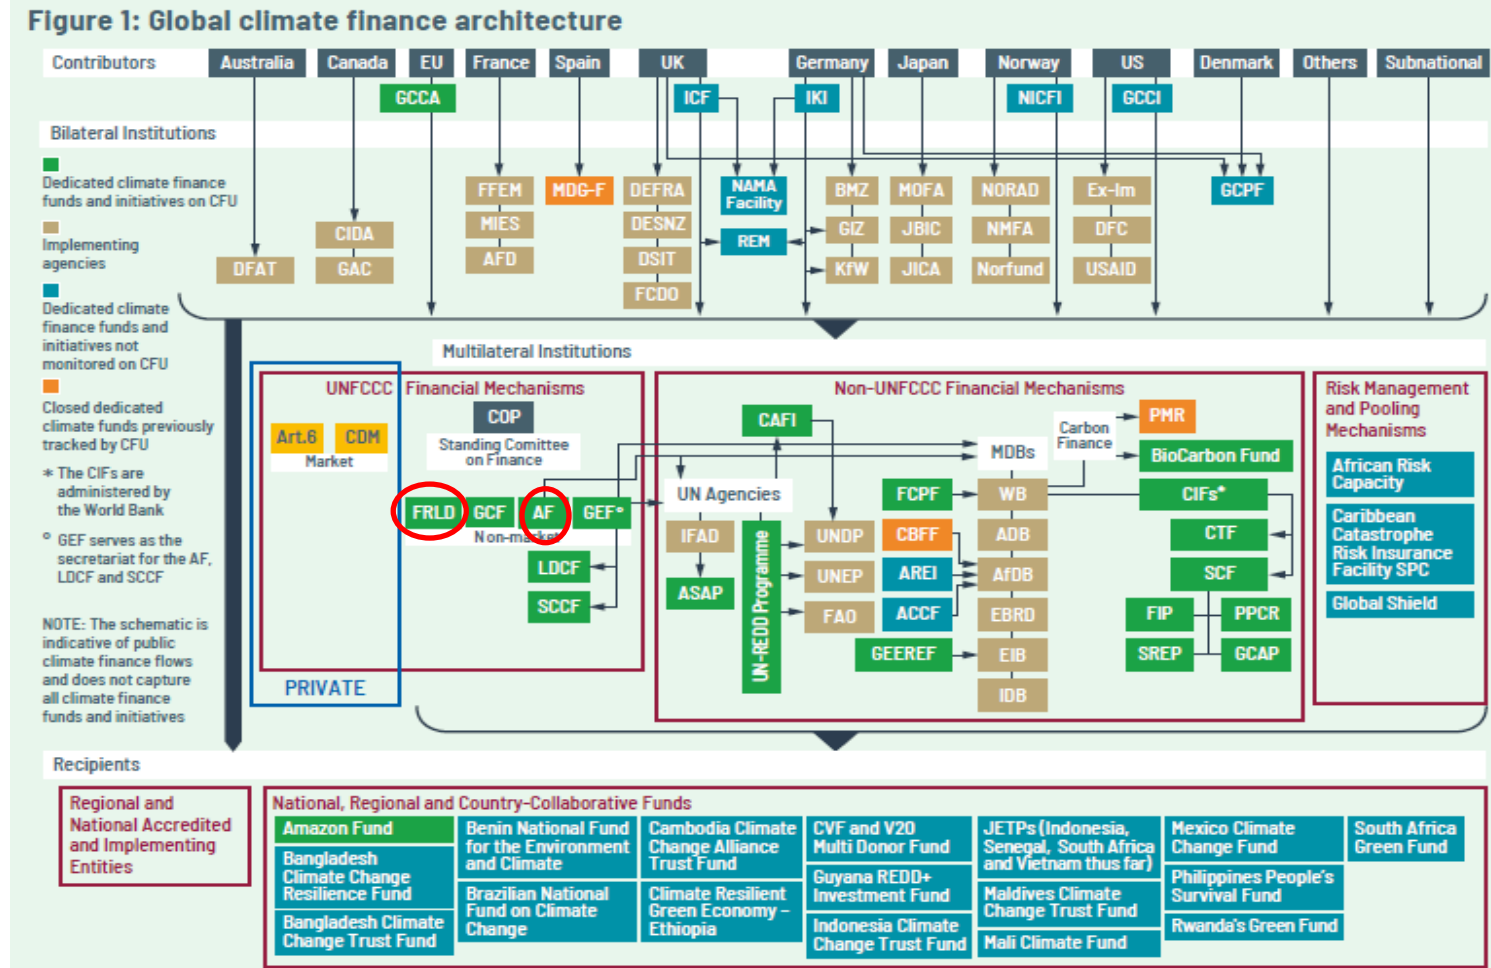 Figure 1: Global climate finance architecture
Contributors
Australia
Canada
EU
France
Spain
UK
Germany
Japan
Norway
US
Denmark
Others
Subnational
GCCA
ICF
IKI
NICFI
GCCI
Bilateral Institutions
Dedicated climate finance
funds and initiatives on CFU
Implementing
agencies
Dedicated climate
finance funds and
initiatives not
monitored on CFU
Closed dedicated
climate funds previously
tracked by CFU
* The CIFs are
administered by
the World Bank
° GEF serves as the
secretariat for the AF,
LDCF and SCCF
NOTE: The schematic is
indicative of public
climate finance flows
and does not capture
all climate finance
funds and initiatives
DFAT
CIDA
GAC
FFEM
MIES
AFD
MDG-F
DEFRA
DESNZ
DSIT
FCDO
NAMA
Facility
REM
BMZ
GIZ
KfW
MOFA
JBIC
JICA
NORAD
NMFA
Norfund
Ex-Im
DFC
USAID
GCPF
Multilateral Institutions
UNFCCC Financial Mechanisms
COP
Standing Comittee
on Finance
Art.6
CDM
Market
FRLD
GCF
AF
GEF°
Non-market
LDCF
SCCF
PRIVATE
Non-UNFCCC Financial Mechanisms
CAFI
UN Agencies
IFAD
ASAP
UN-REDD Programme
UNDP
UNEP
FAO
FCPF
CBFF
AREI
ACCF
GEEREF
MDBs
WB
ADB
AfDB
EBRD
EIB
IDB
Carbon
Finance
PMR
BioCarbon Fund
CIFs*
CTF
SCF
FIP
PPCR
SREP
GCAP
Risk Management
and Pooling
Mechanisms
African Risk
Capacity
Caribbean
Catastrophe
Risk Insurance
Facility SPC
Global Shield
Recipients
Regional and
National Accredited
and Implementing
Entities
National, Regional and Country-Collaborative Funds
Amazon Fund
Bangladesh
Climate Change
Resilience Fund
Bangladesh Climate
Change Trust Fund
Benin National Fund
for the Environment
and Climate
Brazilian National
Fund on Climate
Change
Cambodia Climate
Change Alliance
Trust Fund
Climate Resilient
Green Economy –
Ethiopia
CVF and V20
Multi Donor Fund
Guyana REDD+
Investment Fund
Indonesia Climate
Change Trust Fund
JETPs (Indonesia,
Senegal, South Africa
and Vietnam thus far)
Maldives Climate
Change Trust Fund
Mali Climate Fund
Mexico Climate
Change Fund
Philippines People's
Survival Fund
Rwanda's Green Fund
South Africa
Green Fund